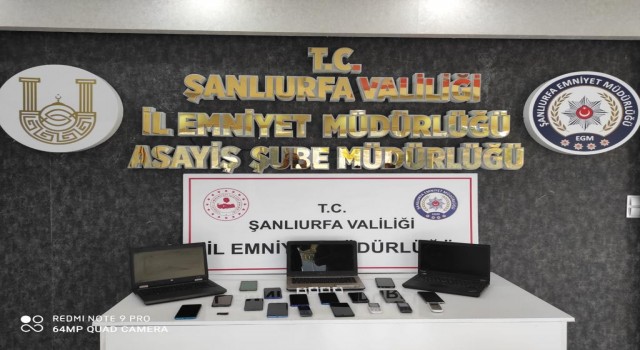 T.C.
ŞANLIURFA VALİLİĞİ
İL EMNİYET MÜDÜRLÜĞÜ
ASAYİŞ ŞUBE MÜDÜRLÜĞÜ
ŞANLIURFA EMNİYET MÜDÜRLÜĞÜ
EGM
T.C.
ŞANLIURFA VALİLİĞİ
İL EMNİYET MÜDÜRLÜĞÜ
REDMI NOTE 9 PRO
64MP QUAD CAMERA